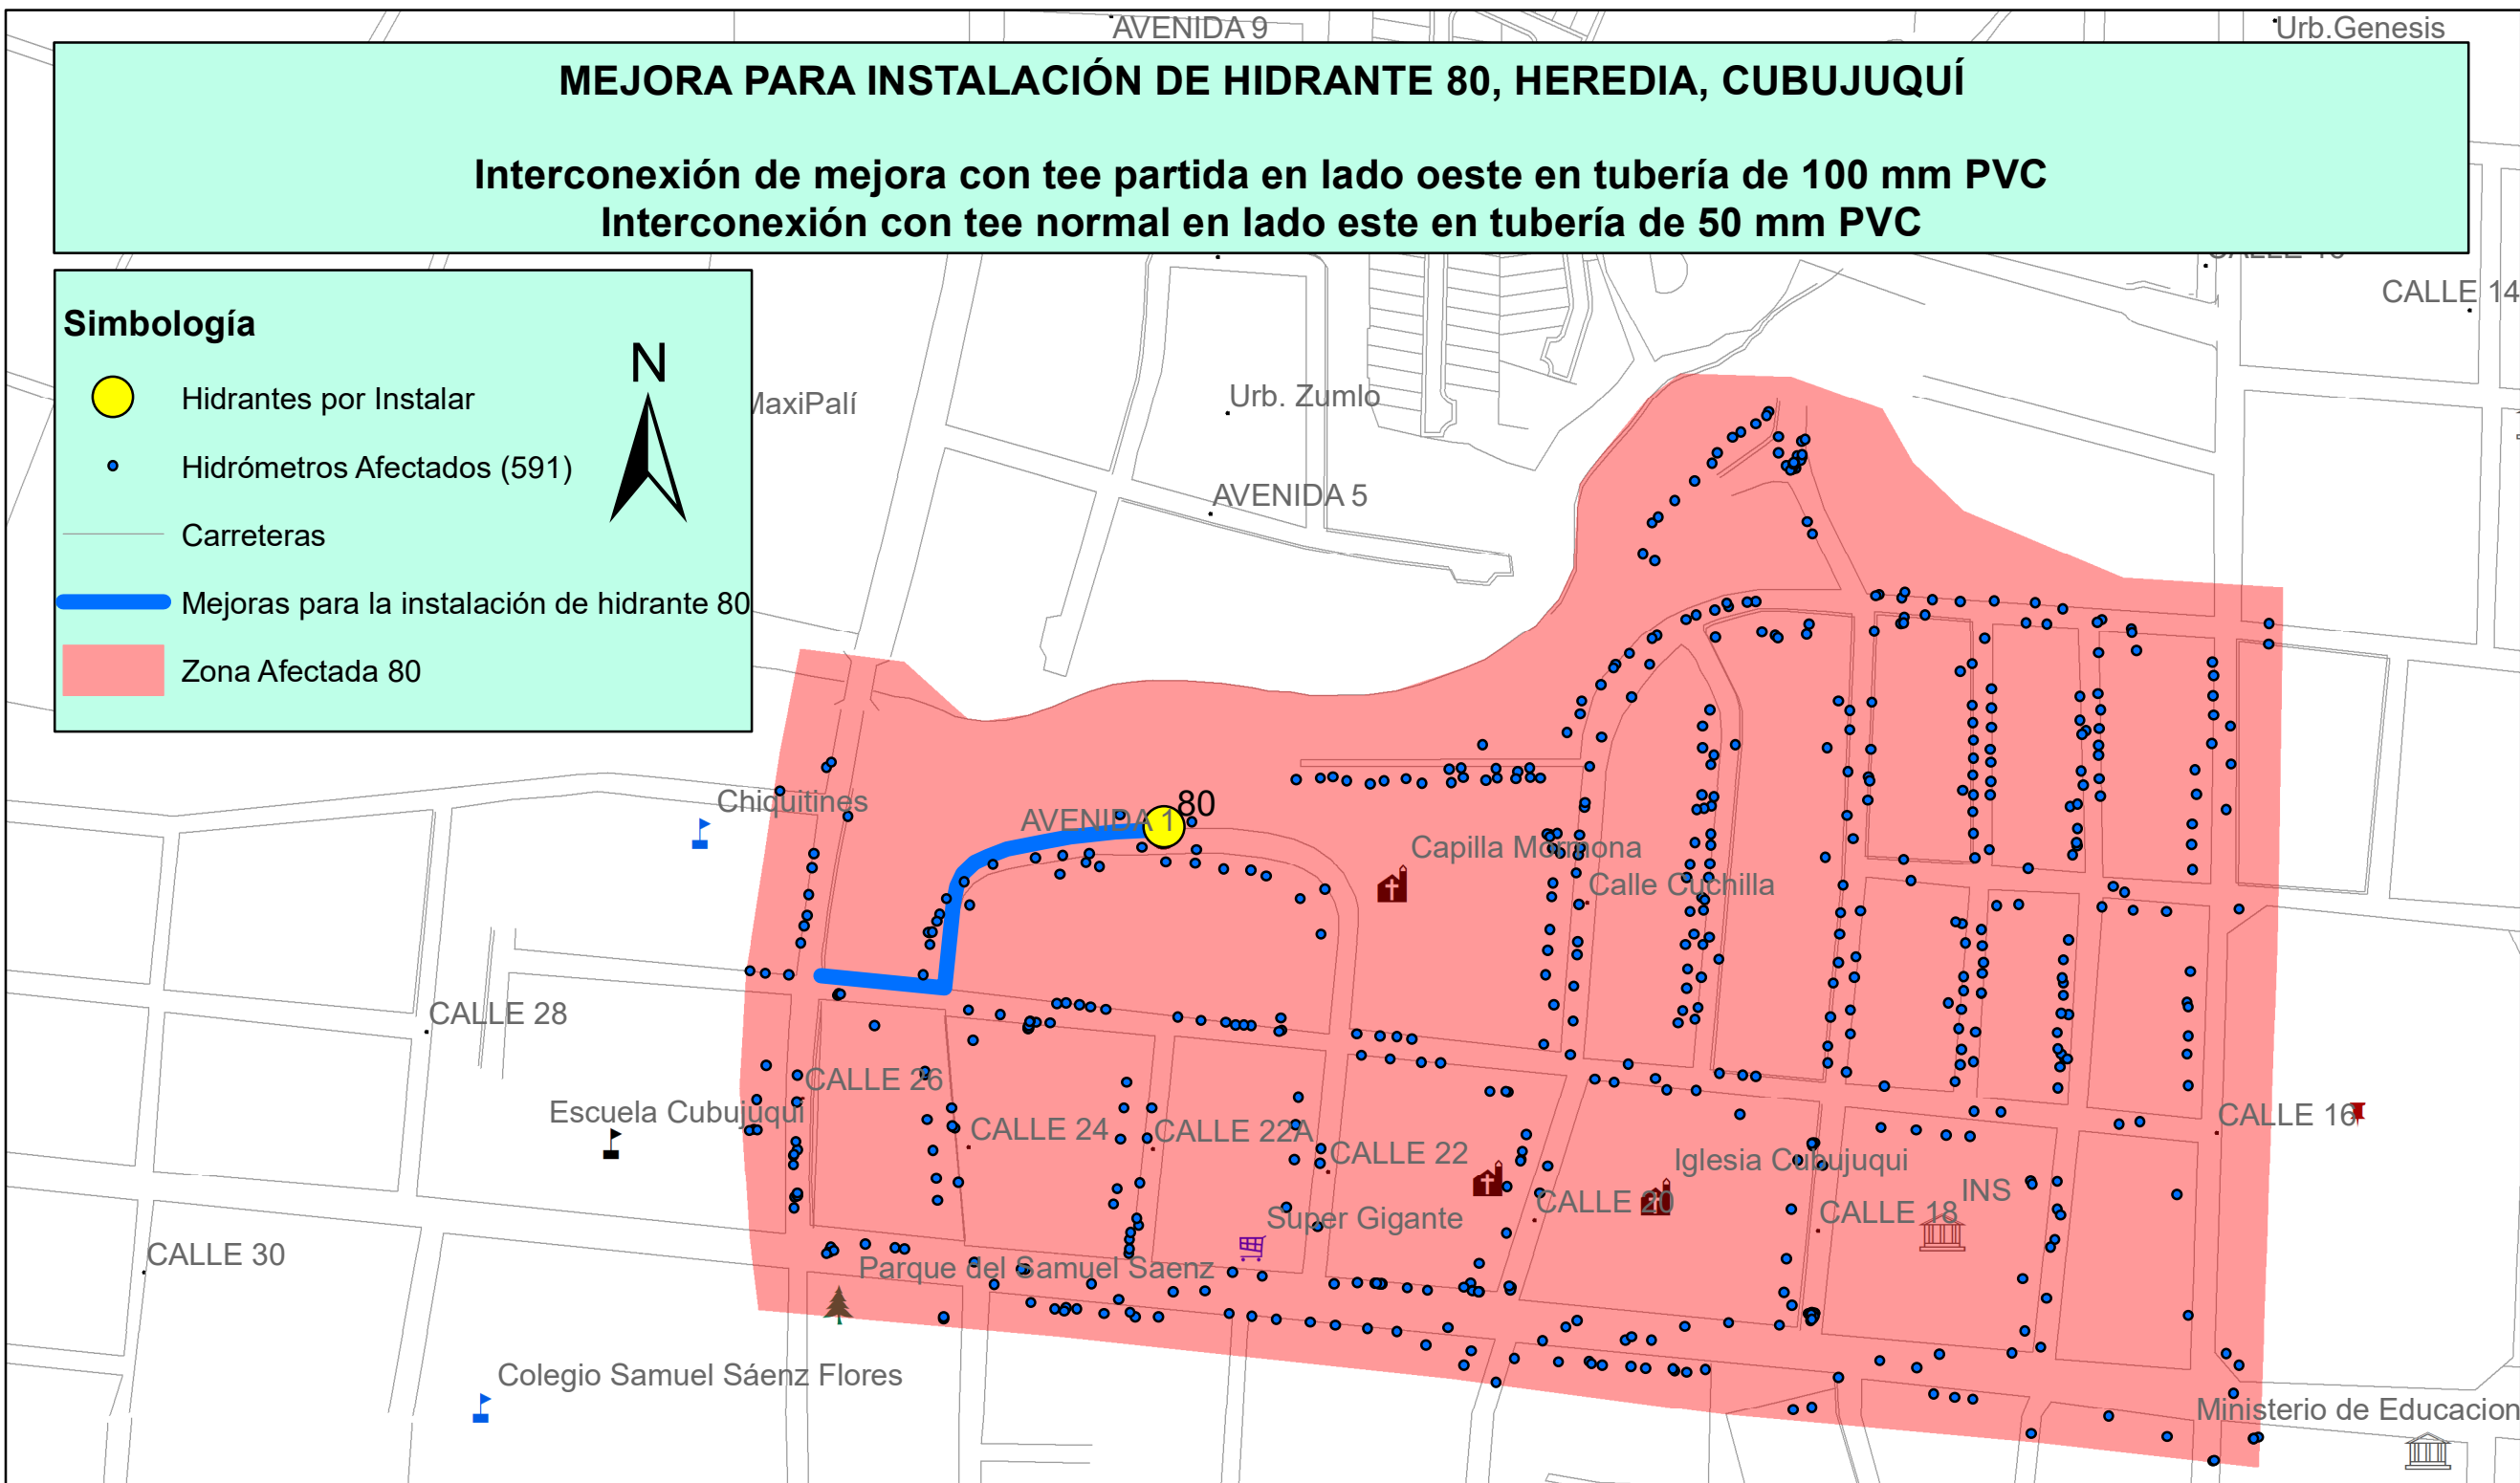 AVENIDA 9
Urb.Genesis
MEJORA PARA INSTALACIÓN DE HIDRANTE 80, HEREDIA, CUBUJUQUÍ
Interconexión de mejora con tee partida en lado oeste en tubería de 100 mm PVC
Interconexión con tee normal en lado este en tubería de 50 mm PVC
CALLE 14
Simbología
N
Hidrantes por Instalar
Hidrómetros Afectados (591)
Carreteras
Mejoras para la instalación de hidrante 80
Zona Afectada 80
MaxiPalí
Urb. Zumlo
AVENIDA 5
Chiquitines
80
AVENIDA 1
Capilla Mormona
Calle Cuchilla
CALLE 28
CALLE 26
Escuela Cubujuquí
CALLE 24
CALLE 22A
CALLE 22
CALLE 16
Iglesia Cubujuqui
INS
CALLE 20
CALLE 18
Super Gigante
CALLE 30
Parque del Samuel Saenz
Colegio Samuel Sáenz Flores
Ministerio de Educacion